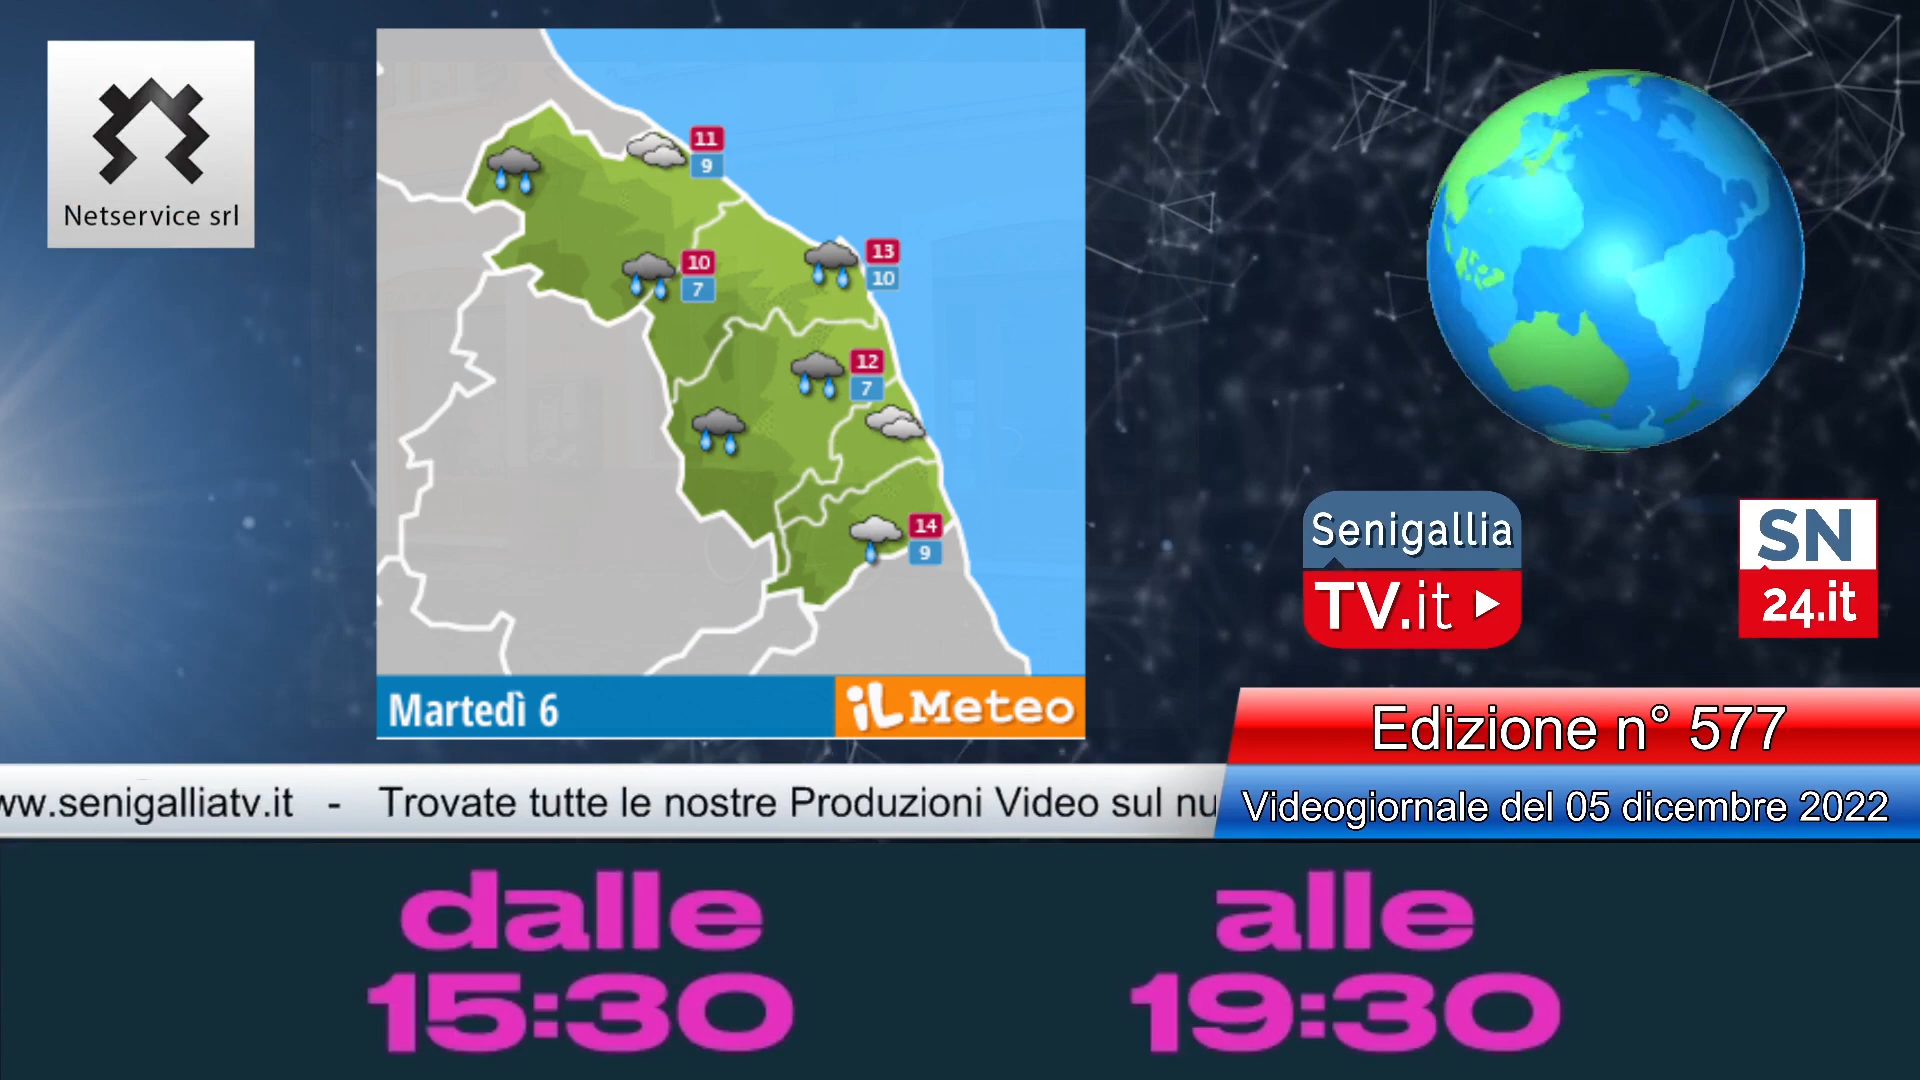 Netservice srl
11
9
10
7
13
10
12
7
14
9
Martedì 6
iL Meteo
Senigallia
TV.it
SN
24.it
Edizione n° 577
Videogiornale del 05 dicembre 2022
ww.senigalliatv.it - Trovate tutte le nostre Produzioni Video sul nu
dalle
15:30
alle
19:30